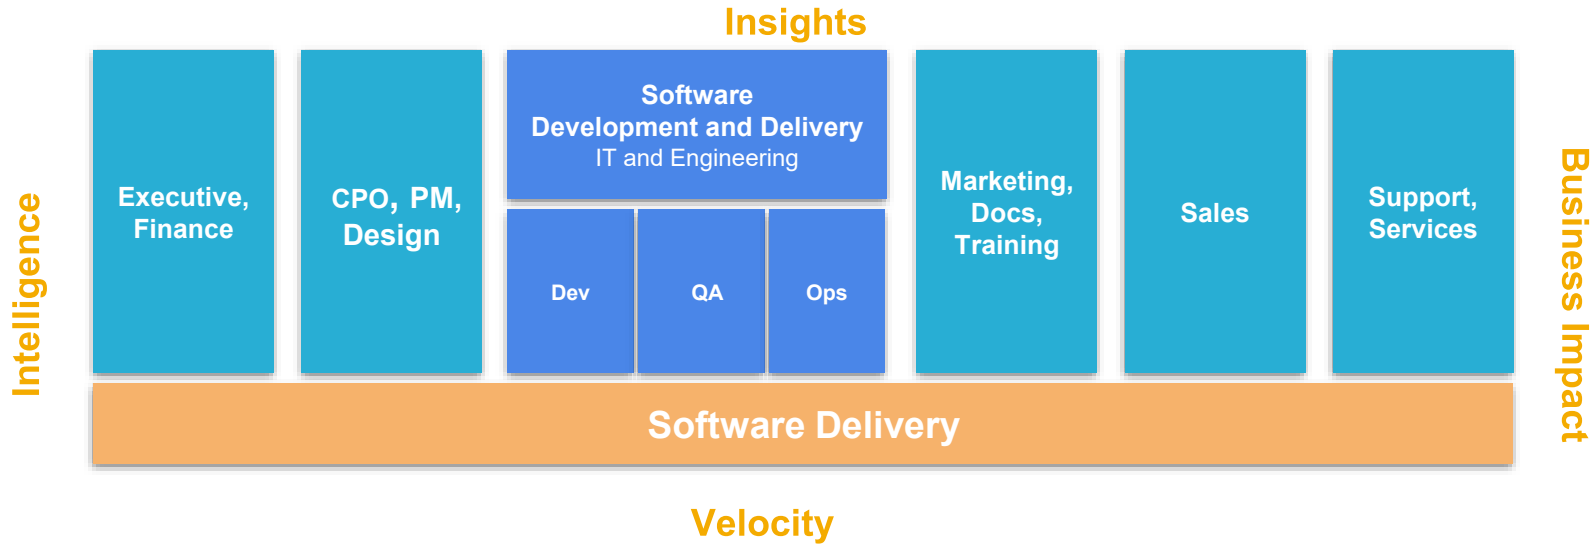 Insights
Intelligence
Executive,
Finance
CPO, PM,
Design
Software
Development and Delivery
IT and Engineering
Dev
QA
Ops
Marketing,
Docs,
Training
Sales
Support,
Services
Business Impact
Software Delivery
Velocity